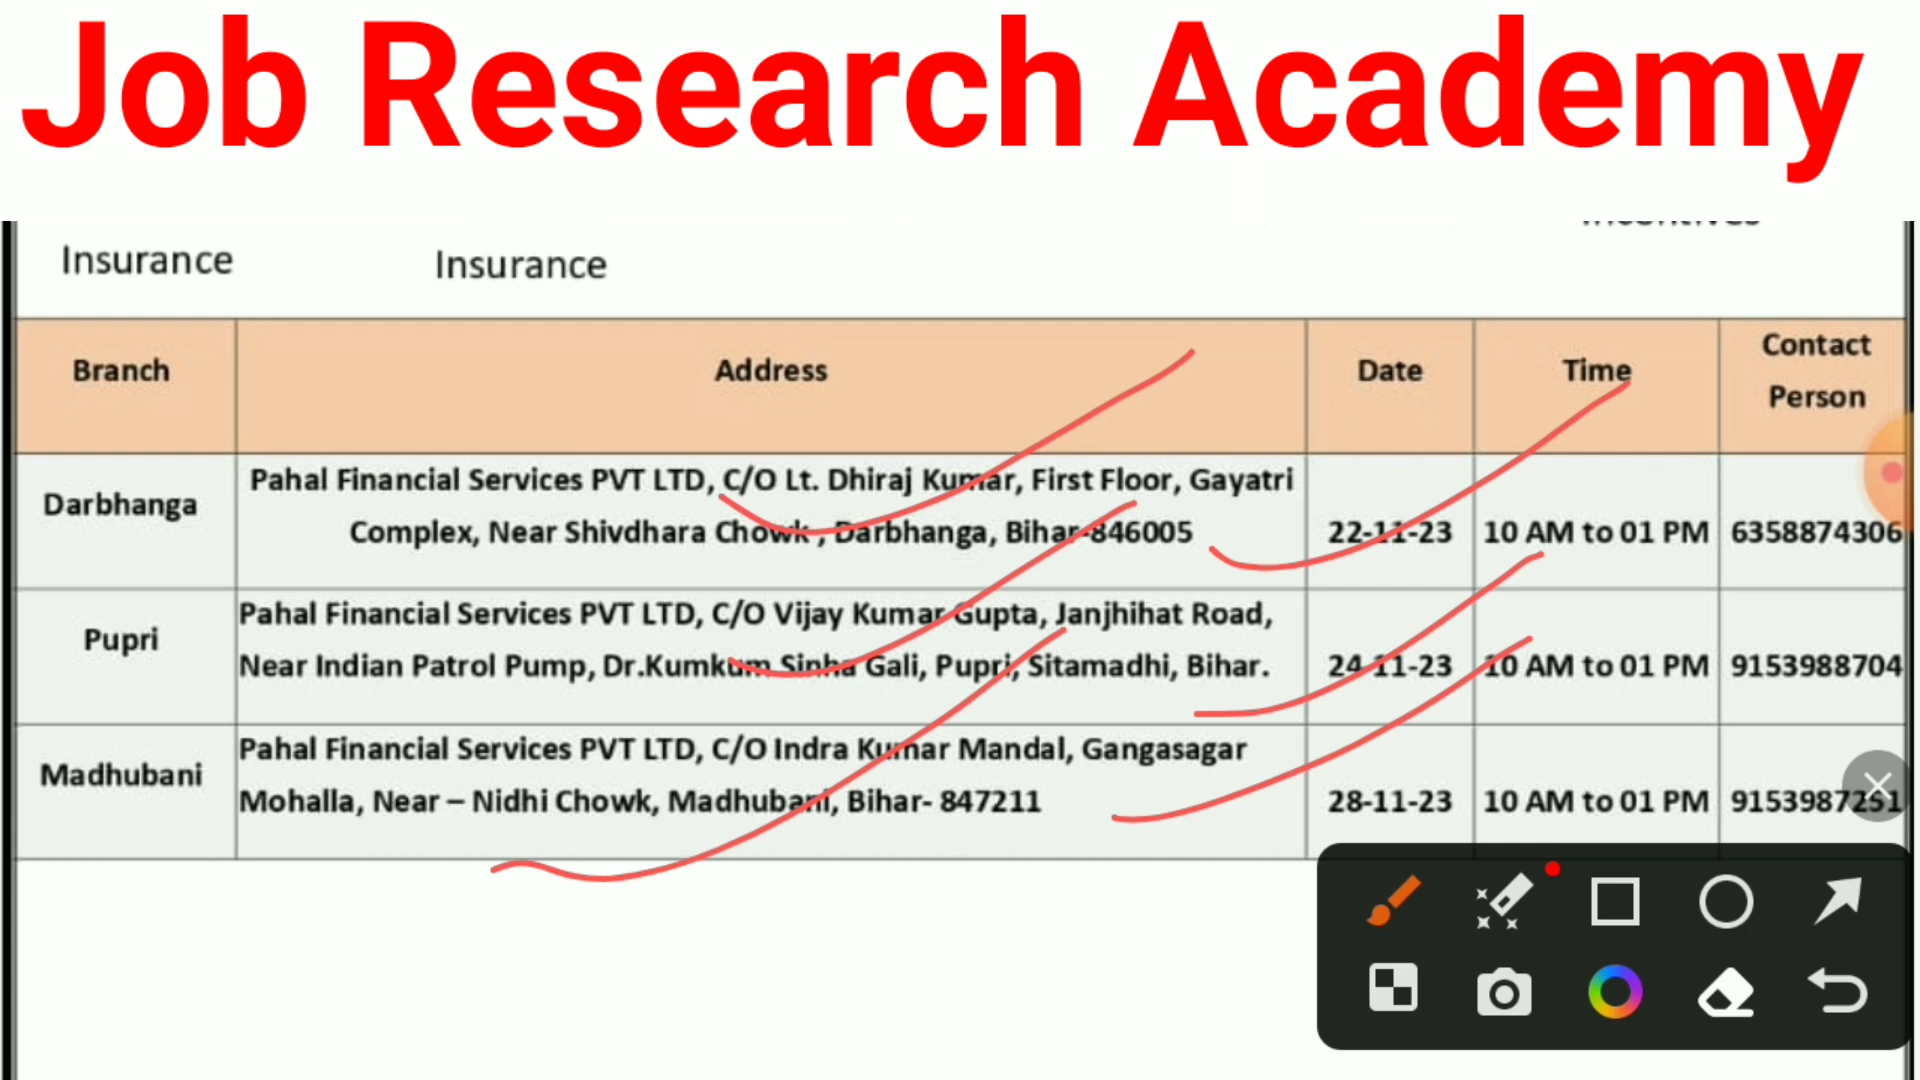 Job Research Academy
Incentives
Insurance
Insurance
Branch
Address
Date
Time
Contact
Person
Darbhanga
Pahal Financial Services PVT LTD, C/O Lt. Dhiraj Kumar, First Floor, Gayatri
Complex, Near Shivdhara Chowk , Darbhanga, Bihar-846005
22-11-23
10 AM to 01 PM
6358874306
Pupri
Pahal Financial Services PVT LTD, C/O Vijay Kumar Gupta, Janjhihat Road,
Near Indian Patrol Pump, Dr.Kumkum Sinha Gali, Pupri, Sitamadhi, Bihar.
24-11-23
10 AM to 01 PM
9153988704
Madhubani
Pahal Financial Services PVT LTD, C/O Indra Kumar Mandal, Gangasagar
Mohalla, Near – Nidhi Chowk, Madhubani, Bihar- 847211
28-11-23
10 AM to 01 PM
9153987251